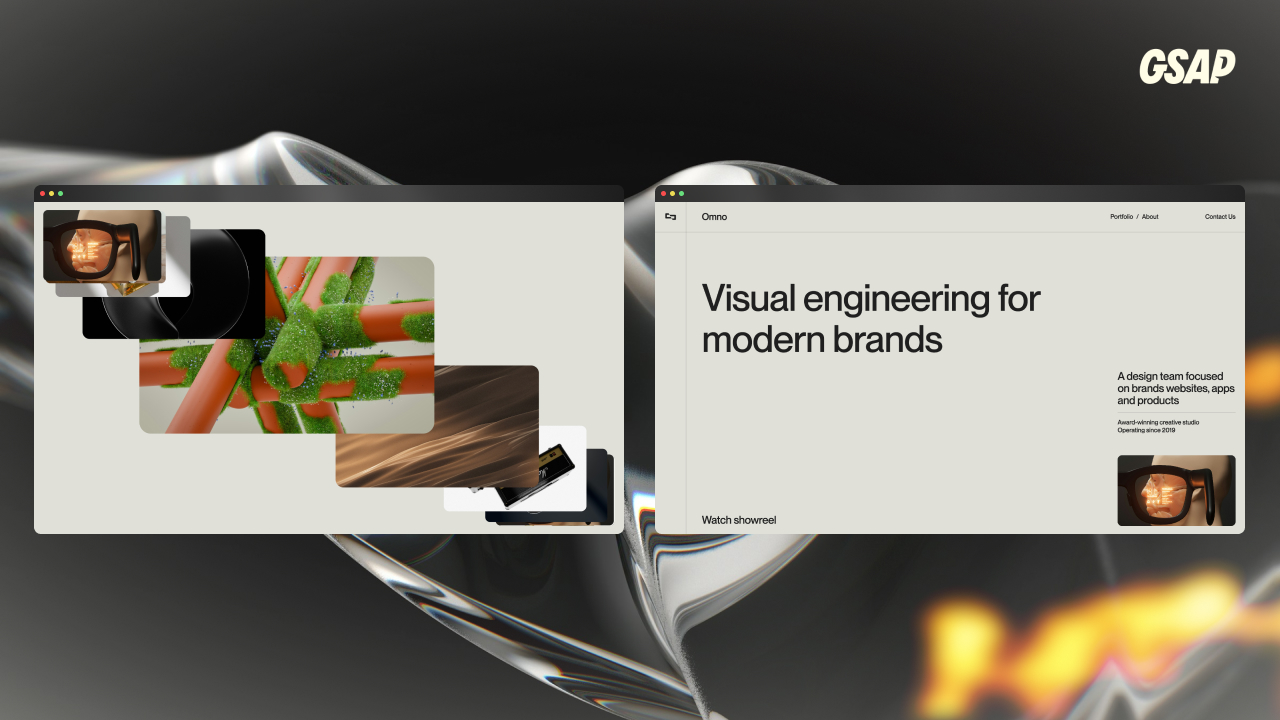 GSAP
Omno
Portfolio / About
Contact Us
Visual engineering for
modern brands
A design team focused
on brands websites, apps
and products
Award-winning creative studio
Operating since 2019
Watch showreel